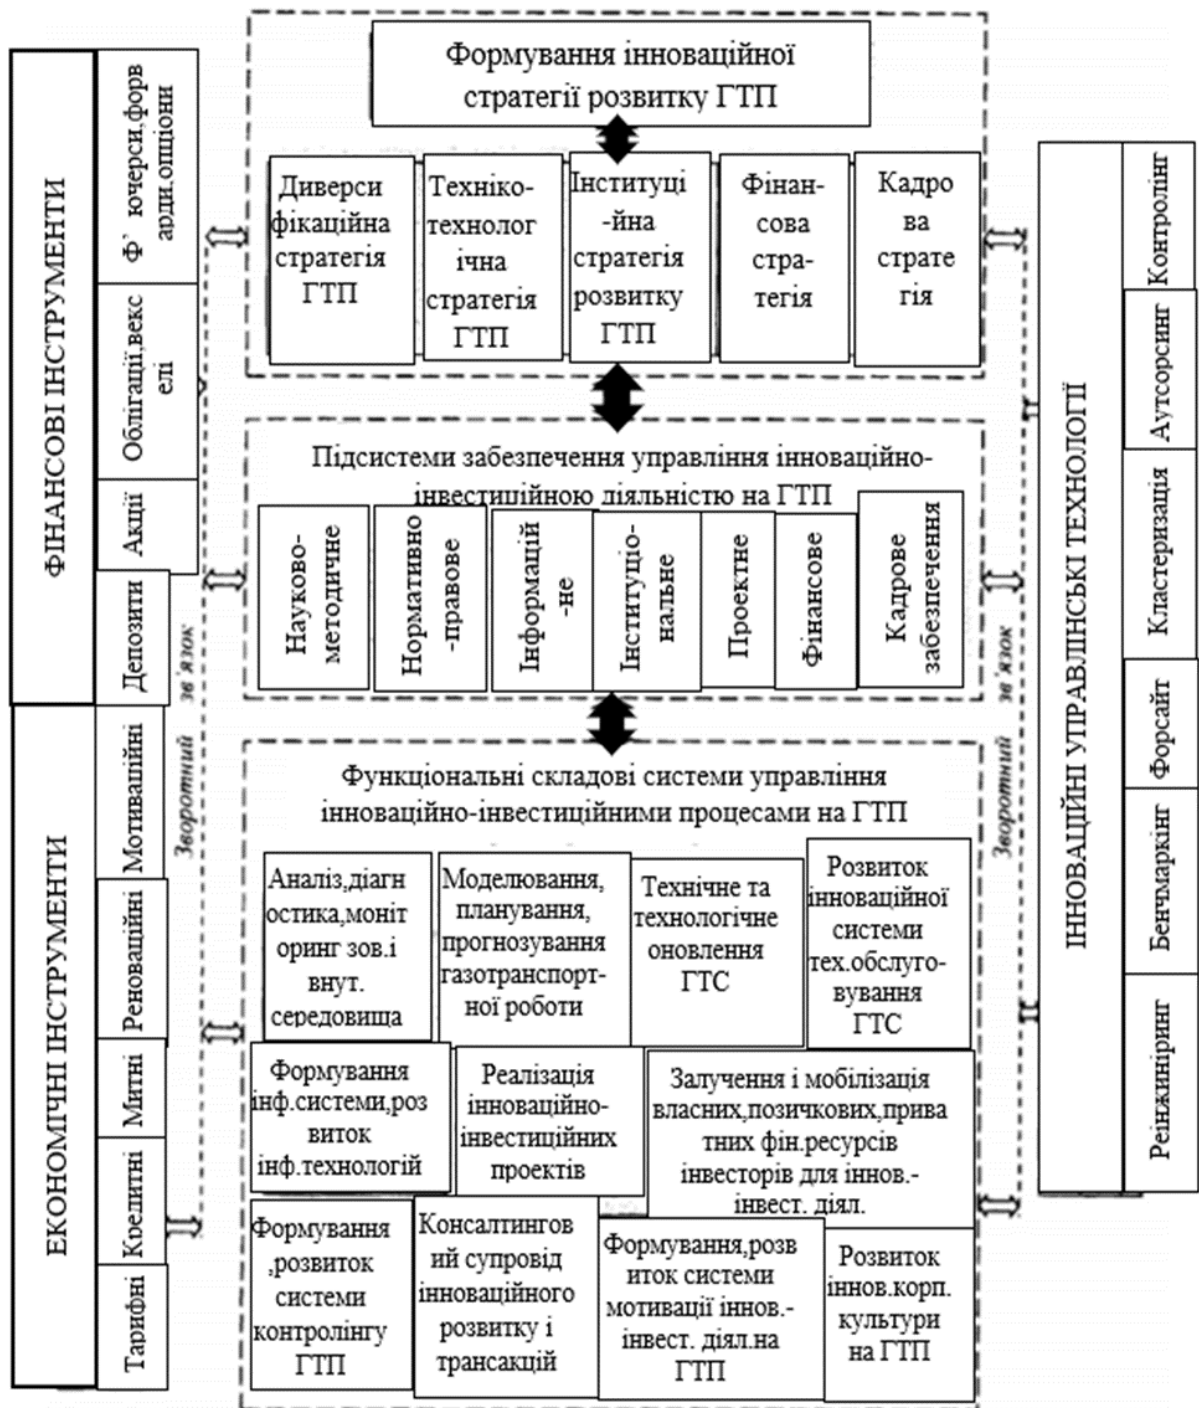 Формування інноваційної
стратегії розвитку ГТП
Диверси
фікаційна
стратегія
ГТП
Техніко-
технолог
ічна
стратегія
ГТП
Інституці
-йна
стратегія
розвитку
ГТП
Фінан-
сова
стра-
тегія
Кадро
ва
страте
гія
ФІНАНСОВІ ІНСТРУМЕНТИ
Ф' ючерси,форв
арди,опціони
Облігації,векс
елі
Акції
Депозити
ЕКОНОМІЧНІ ІНСТРУМЕНТИ
Мотиваційні
Реноваційні
Митні
Кредитні
Тарифні
Зворотний зв'язок
Підсистеми забезпечення управління інноваційно-
інвестиційною діяльністю на ГТП
Науково-
методичне
Нормативно
-правове
Інформацій
-не
Інституціо-
нальне
Проектне
Фінансове
Кадрове
забезпечення
Функціональні складові системи управління
інноваційно-інвестиційними процесами на ГТП
Аналіз,діагн
остика,моніт
оринг зов.і
внут.
середовища
Моделювання,
планування,
прогнозування
газотранспорт-
ної роботи
Технічне та
технологічне
оновлення
ГТС
Розвиток
інноваційної
системи
тех.обслуго-
вування
ГТС
Формування
інф.системи,роз
виток
інф.технологій
Реалізація
інноваційно-
інвестиційних
проектів
Залучення і мобілізація
власних,позичкових,прива
тних фін.ресурсів
інвесторів для іннов.-
інвест. діял.
Формування
,розвиток
системи
контролінгу
ГТП
Консалтингов
ий супровід
інноваційного
розвитку і
трансакцій
Формування,розв
иток системи
мотивації іннов.-
інвест. діял.на
ГТП
Розвиток
іннов.корп.
культури
на ГТП
Зворотний зв'язок
ІННОВАЦІЙНІ УПРАВЛІНСЬКІ ТЕХНОЛОГІЇ
Контролінг
Аутсорсинг
Кластеризація
Форсайт
Бенчмаркінг
Реінжиніринг